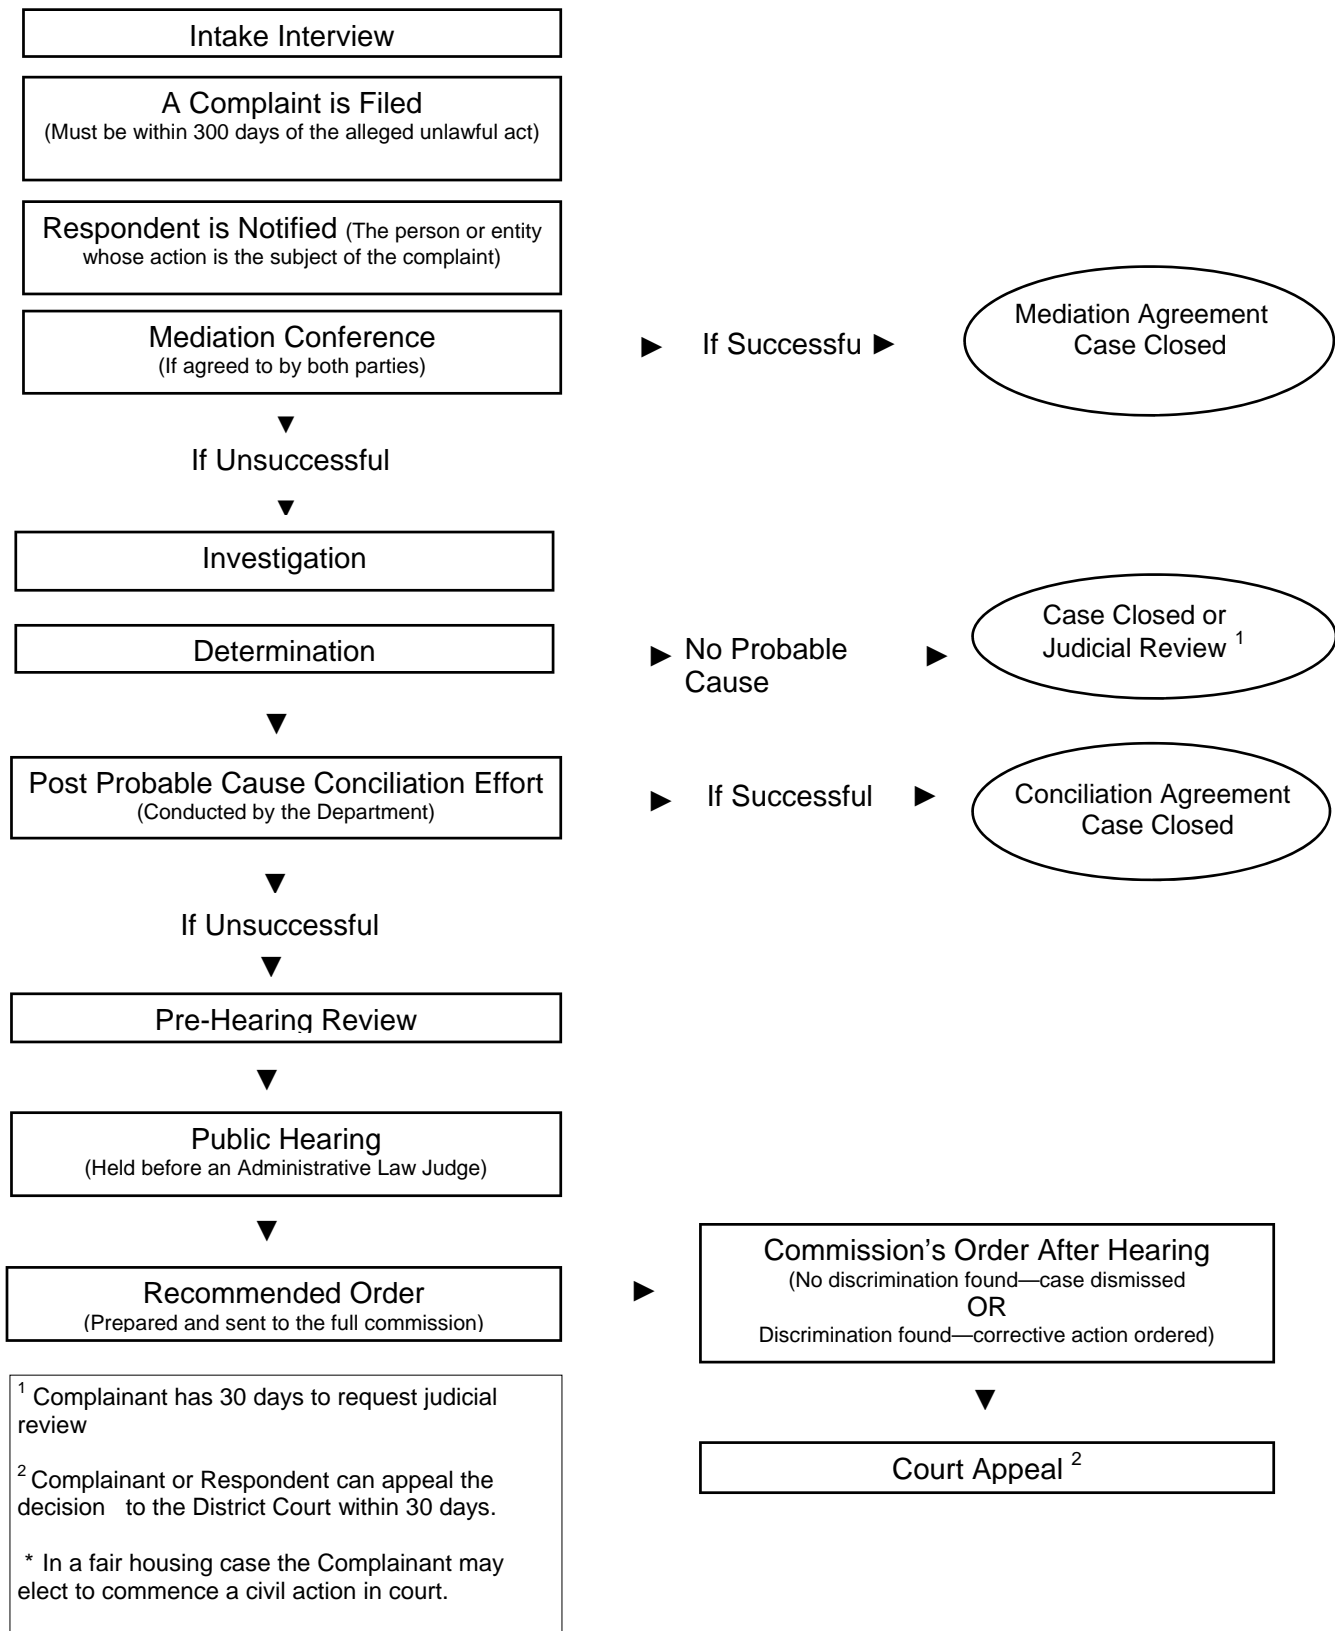 Intake Interview
A Complaint is Filed
(Must be within 300 days of the alleged unlawful act)
Respondent is Notified (The person or entity
whose action is the subject of the complaint)
Mediation Conference
(If agreed to by both parties)
► If Successfu ►
Mediation Agreement
Case Closed
▼
If Unsuccessful
▼
Investigation
Determination
► No Probable
Cause
►
Case Closed or
Judicial Review ¹
▼
Post Probable Cause Conciliation Effort
(Conducted by the Department)
► If Successful ►
Conciliation Agreement
Case Closed
▼
If Unsuccessful
▼
Pre-Hearing Review
▼
Public Hearing
(Held before an Administrative Law Judge)
▼
Recommended Order
(Prepared and sent to the full commission)
►
Commission's Order After Hearing
(No discrimination found—case dismissed
OR
Discrimination found—corrective action ordered)
▼
Court Appeal ²
¹ Complainant has 30 days to request judicial
review
² Complainant or Respondent can appeal the
decision to the District Court within 30 days.
* In a fair housing case the Complainant may
elect to commence a civil action in court.